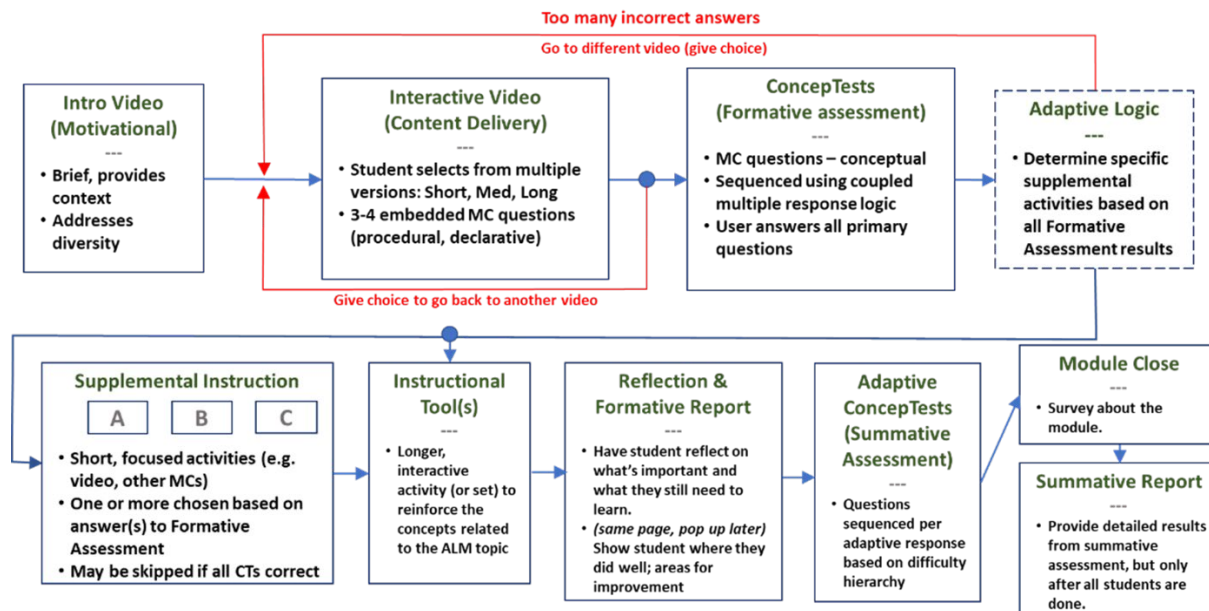 Too many incorrect answers
Go to different video (give choice)
Intro Video
(Motivational)
---
• Brief, provides
context
• Addresses
diversity
Interactive Video
(Content Delivery)
---
• Student selects from multiple
versions: Short, Med, Long
• 3-4 embedded MC questions
(procedural, declarative)
ConcepTests
(Formative assessment)
---
• MC questions – conceptual
• Sequenced using coupled
multiple response logic
• User answers all primary
questions
Adaptive Logic
---
• Determine specific
supplemental
activities based on
all Formative
Assessment results
Give choice to go back to another video
Supplemental Instruction
A B C
• Short, focused activities (e.g.
video, other MCs)
• One or more chosen based on
answer(s) to Formative
Assessment
• May be skipped if all CTs correct
Instructional
Tool(s)
---
• Longer,
interactive
activity (or set) to
reinforce the
concepts related
to the ALM topic
Reflection &
Formative Report
---
• Have student reflect on
what's important and
what they still need to
learn.
• (same page, pop up later)
Show student where they
did well; areas for
improvement
Adaptive
ConcepTests
(Summative
Assessment)
---
• Questions
sequenced per
adaptive response
based on difficulty
hierarchy
Module Close
---
• Survey about the
module.
Summative Report
---
• Provide detailed results
from summative
assessment, but only
after all students are
done.